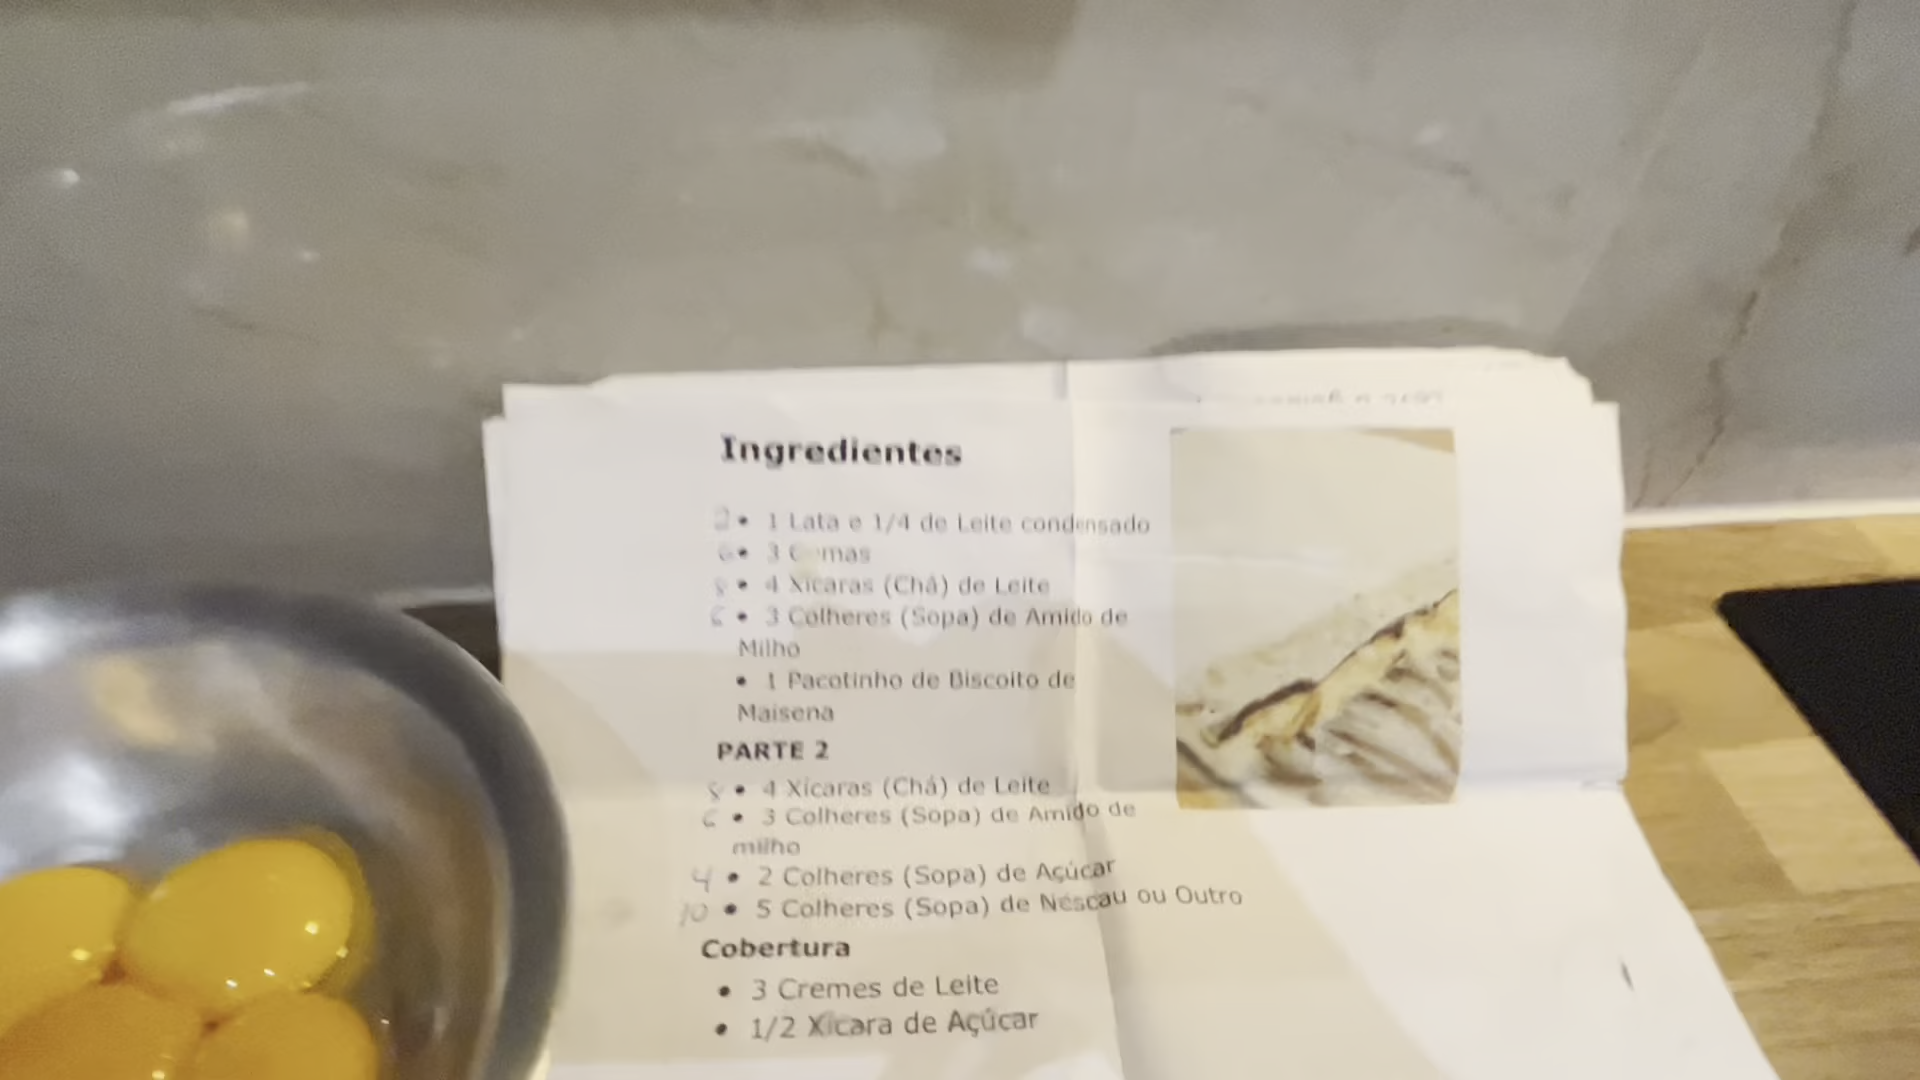 Ingredientes
2 • 1 Lata e 1/4 de Leite condensado
6 • 3 Gemas
8 • 4 Xícaras (Chá) de Leite
6 • 3 Colheres (Sopa) de Amido de
Milho
• 1 Pacotinho de Biscoito de
Maisena
PARTE 2
8 • 4 Xícaras (Chá) de Leite
6 • 3 Colheres (Sopa) de Amido de
milho
4 • 2 Colheres (Sopa) de Açúcar
10 • 5 Colheres (Sopa) de Nescau ou Outro
Cobertura
• 3 Cremes de Leite
• 1/2 Xícara de Açúcar